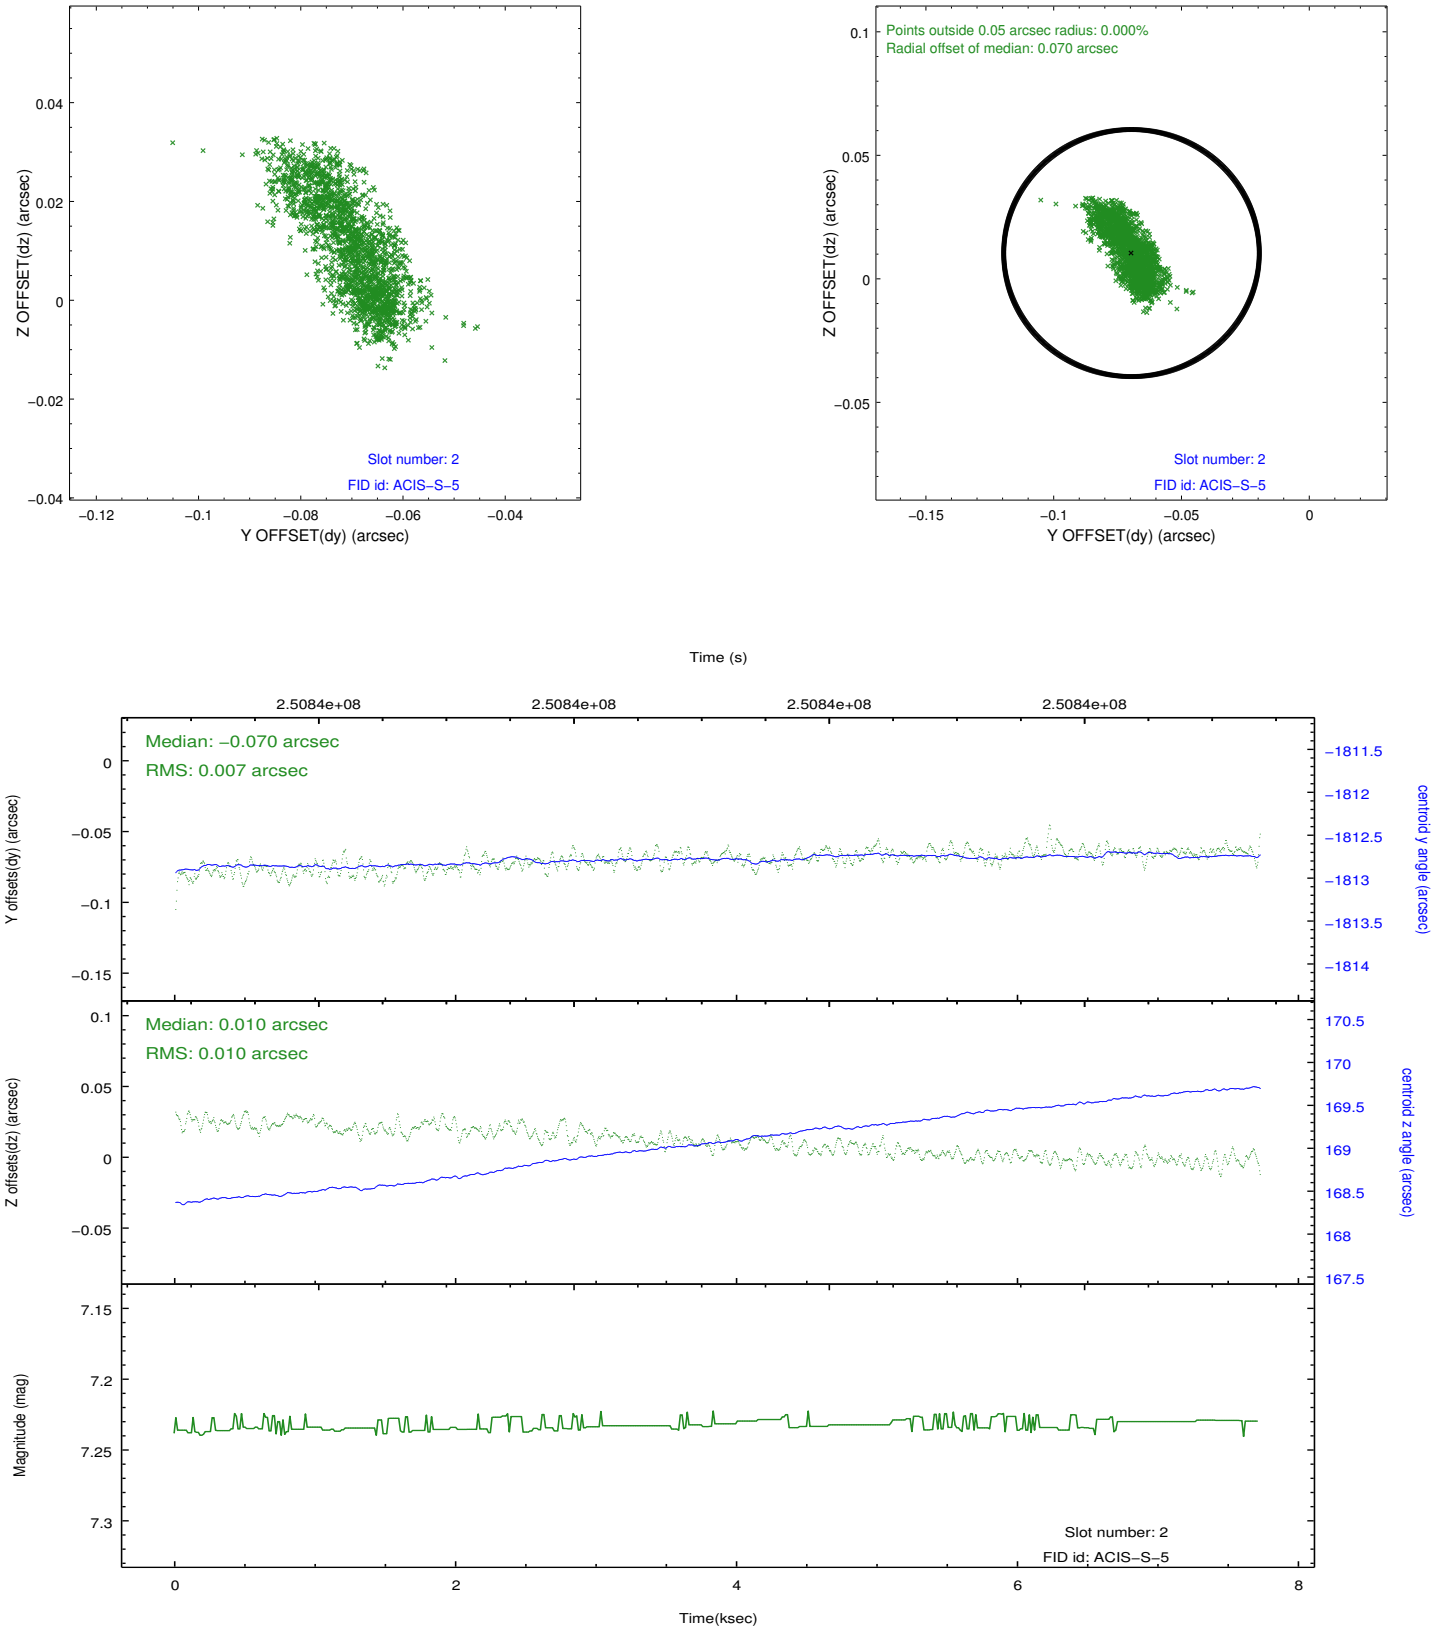 0.04
0.02
0
−0.02
−0.04
Z OFFSET(dz) (arcsec)
Slot number: 2
FID id: ACIS−S−5
−0.12
−0.1
−0.08
−0.06
−0.04
Y OFFSET(dy) (arcsec)
Points outside 0.05 arcsec radius: 0.000%
Radial offset of median: 0.070 arcsec
0.1
0.05
0
−0.05
Z OFFSET(dz) (arcsec)
Slot number: 2
FID id: ACIS−S−5
−0.15
−0.1
−0.05
0
Y OFFSET(dy) (arcsec)
Time (s)
2.5084e+08
2.5084e+08
2.5084e+08
2.5084e+08
Median: −0.070 arcsec
RMS: 0.007 arcsec
0
−0.05
−0.1
−0.15
Y offsets(dy) (arcsec)
−1811.5
−1812
−1812.5
−1813
−1813.5
−1814
centroid y angle (arcsec)
Median: 0.010 arcsec
RMS: 0.010 arcsec
0.1
0.05
0
−0.05
Z offsets(dz) (arcsec)
170.5
170
169.5
169
168.5
168
167.5
centroid z angle (arcsec)
7.15
7.2
7.25
7.3
Magnitude (mag)
Slot number: 2
FID id: ACIS−S−5
0
2
4
6
8
Time(ksec)